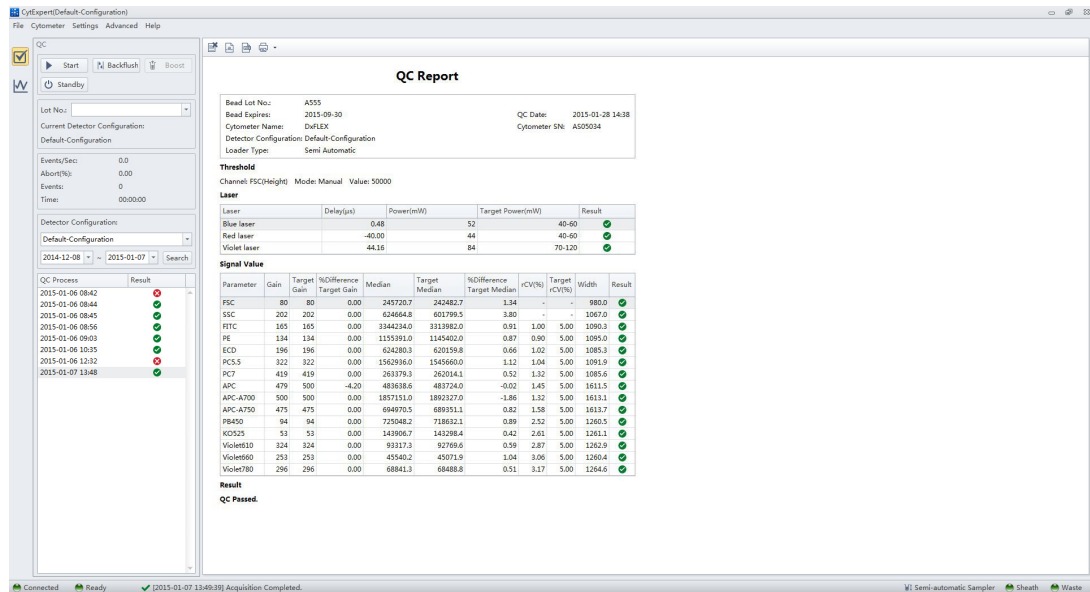 CytExpert(Default-Configuration)
File Cytometer Settings Advanced Help
QC
Start Backflush Boost
Standby
Lot No.:
Current Detector Configuration:
Default-Configuration
Events/Sec: 0.0
Abort(%): 0.00
Events: 0
Time: 00:00:00
Detector Configuration:
Default-Configuration
2014-12-08 ~ 2015-01-07 Search
QC Process Result
2015-01-06 08:42
2015-01-06 08:44
2015-01-06 08:45
2015-01-06 08:56
2015-01-06 09:03
2015-01-06 10:35
2015-01-06 12:32
2015-01-07 13:48
QC Report
Bead Lot No.: A555
Bead Expires: 2015-09-30 QC Date: 2015-01-28 14:38
Cytometer Name: DxFLEX Cytometer SN: AS05034
Detector Configuration: Default-Configuration
Loader Type: Semi Automatic
Threshold
Channel: FSC(Height) Mode: Manual Value: 50000
Laser
Laser Delay(µs) Power(mW) Target Power(mW) Result
Blue laser 0.48 52 40-60
Red laser -40.00 44 40-60
Violet laser 44.16 84 70-120
Signal Value
Parameter Gain Target Gain %Difference Target Gain Median Target Median %Difference Target Median rCV(%) Target rCV(%) Width Result
FSC 80 80 0.00 245720.7 242482.7 1.34 - - 980.0
SSC 202 202 0.00 624664.8 601799.5 3.80 - - 1067.0
FITC 165 165 0.00 3344234.0 3313982.0 0.91 1.00 5.00 1090.3
PE 134 134 0.00 1155391.0 1145402.0 0.87 0.90 5.00 1095.0
ECD 196 196 0.00 624280.3 620159.8 0.66 1.02 5.00 1085.3
PC5.5 322 322 0.00 1562936.0 1545660.0 1.12 1.04 5.00 1091.9
PC7 419 419 0.00 263379.3 262014.1 0.52 1.32 5.00 1085.6
APC 479 500 -4.20 483638.6 483724.0 -0.02 1.45 5.00 1611.5
APC-A700 500 500 0.00 1857151.0 1892327.0 -1.86 1.32 5.00 1613.1
APC-A750 475 475 0.00 694970.5 689351.1 0.82 1.58 5.00 1613.7
PB450 94 94 0.00 725048.2 718632.1 0.89 2.52 5.00 1260.5
KO525 53 53 0.00 143906.7 143298.4 0.42 2.61 5.00 1261.1
Violet610 324 324 0.00 93317.3 92769.6 0.59 2.87 5.00 1262.9
Violet660 253 253 0.00 45540.2 45071.9 1.04 3.06 5.00 1260.4
Violet780 296 296 0.00 68841.3 68488.8 0.51 3.17 5.00 1264.6
Result
QC Passed.
Connected Ready [2015-01-07 13:49:39] Acquisition Completed. Semi-automatic Sampler Sheath Waste